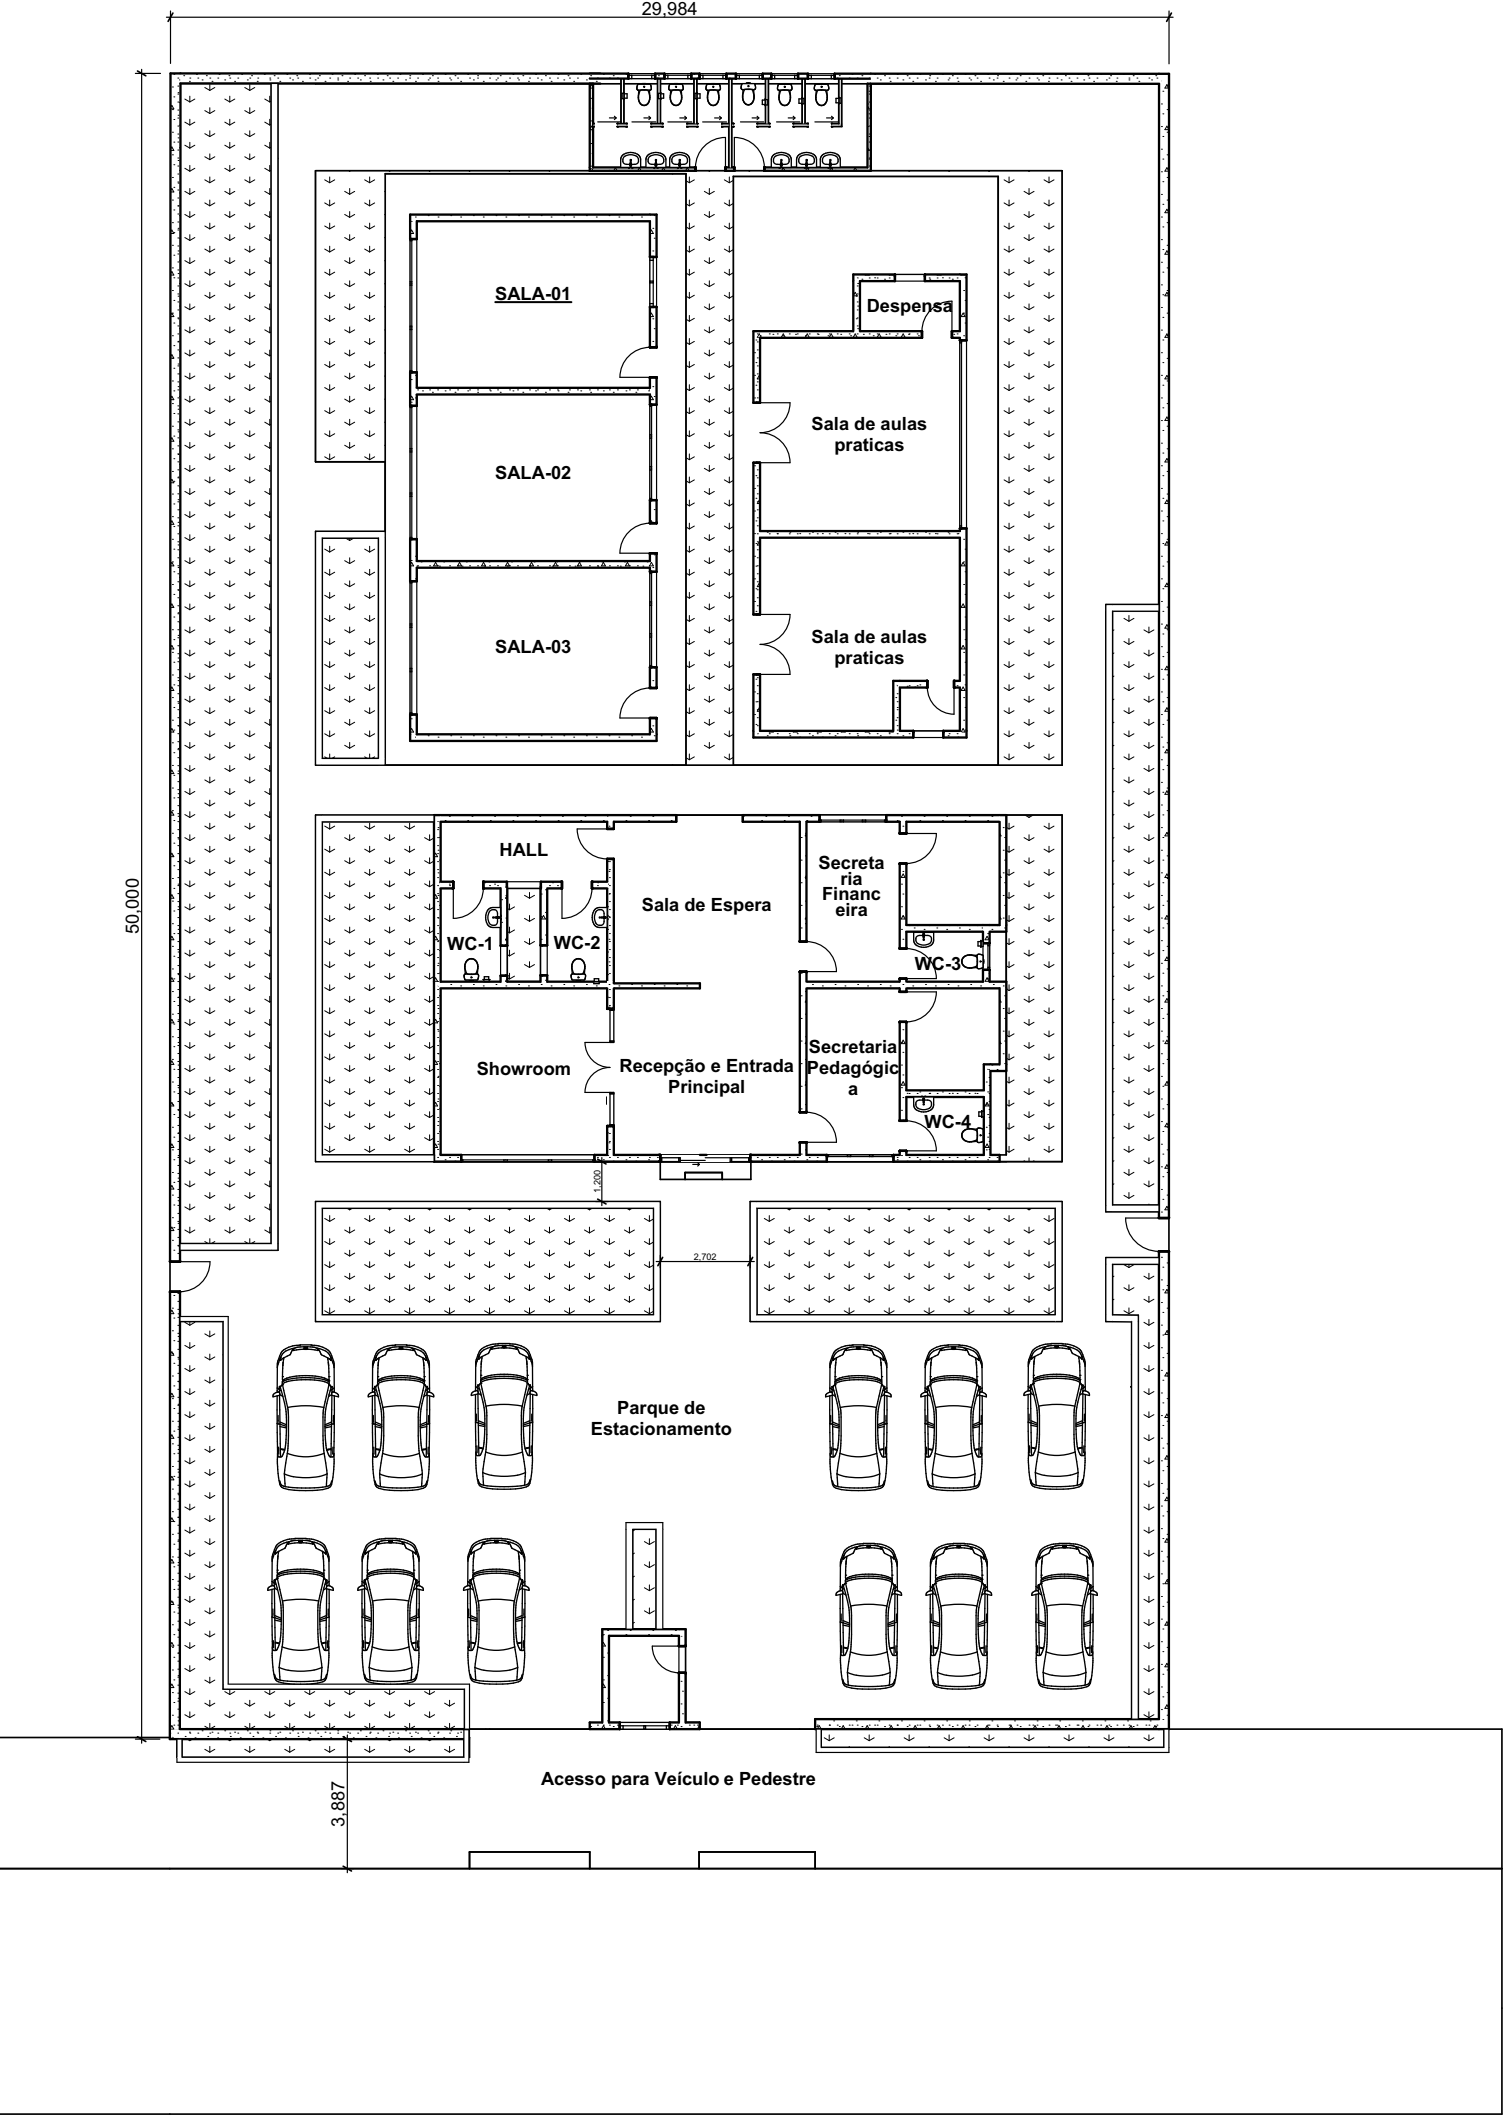 29,984
50,000
SALA-01
Despensa
Sala de aulas
praticas
SALA-02
Sala de aulas
praticas
SALA-03
HALL
Secreta
ria
Financ
eira
Sala de Espera
WC-1
WC-2
WC-3
Showroom
Recepção e Entrada
Principal
Secretaria
Pedagógic
a
WC-4
1,200
2,702
Parque de
Estacionamento
Acesso para Veículo e Pedestre
3,887